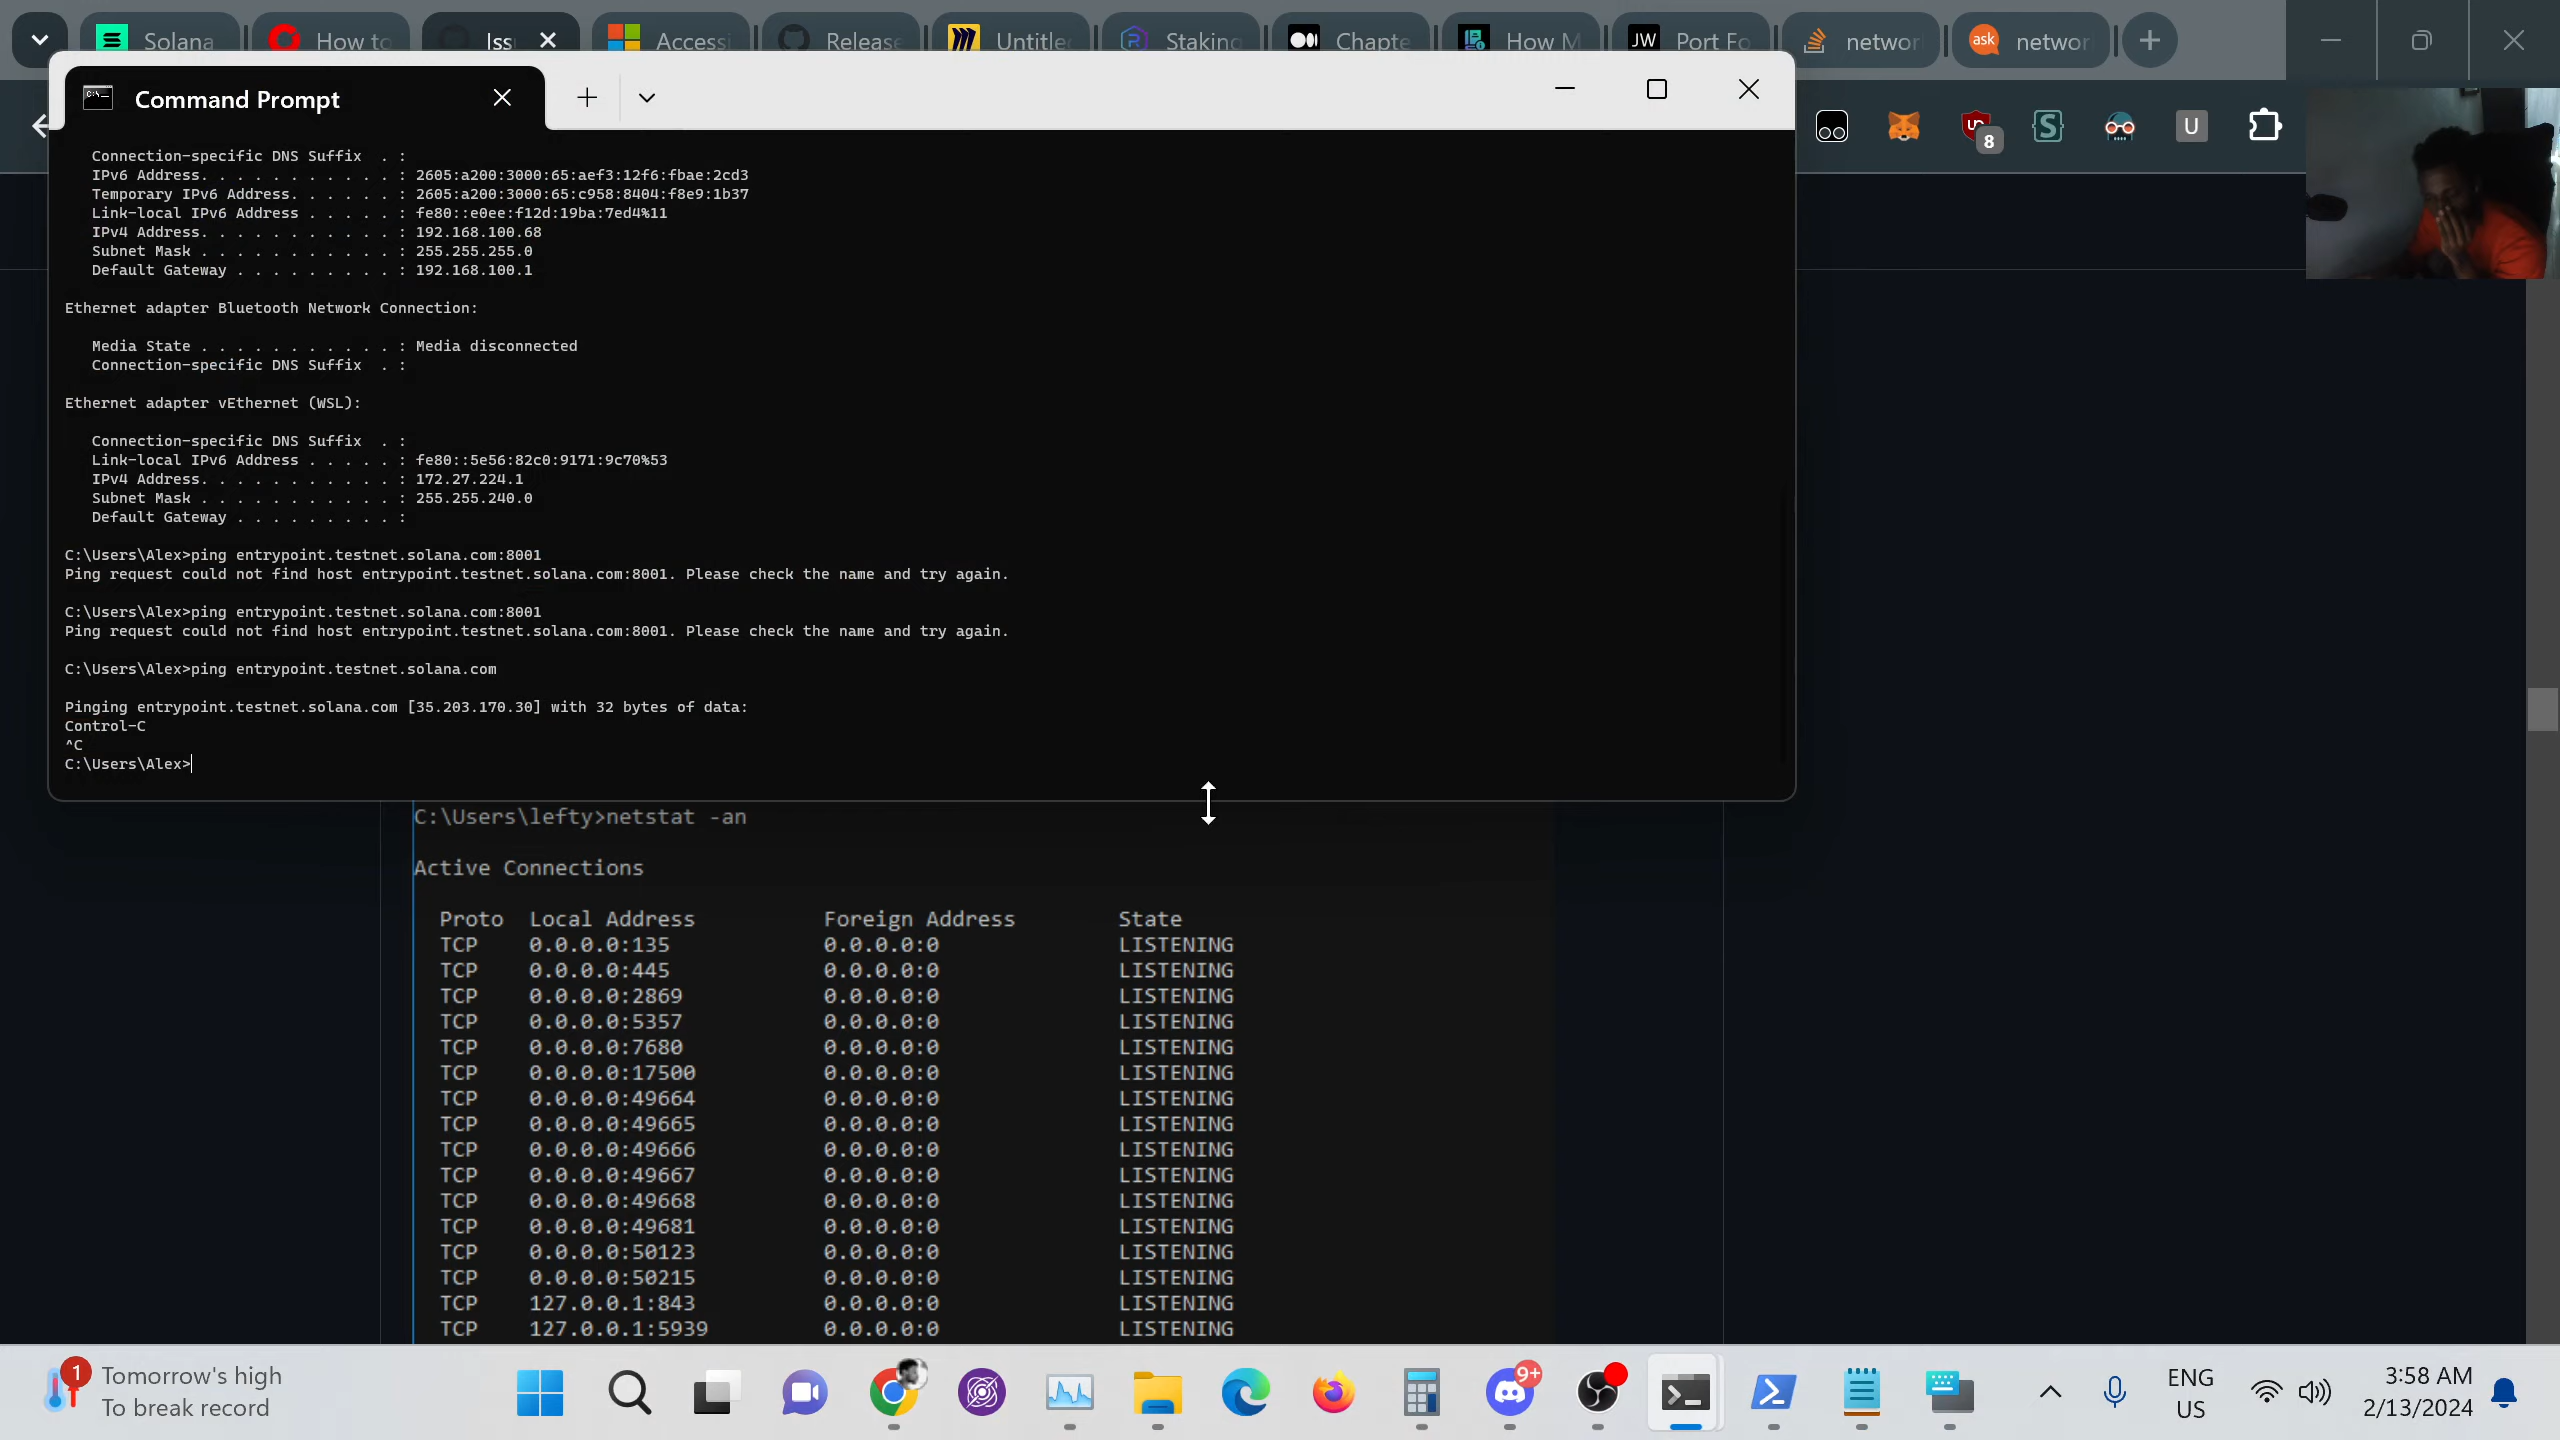 Solana
How to
Iss
Accessi
Release
Untitle
Staking
Chapte
How M
JW
Port Fo
networ
ask
networ
Command Prompt
8
U
Connection-specific DNS Suffix  . :
IPv6 Address. . . . . . . . . . . : 2605:a200:3000:65:aef3:12f6:fbae:2cd3
Temporary IPv6 Address. . . . . . : 2605:a200:3000:65:c958:8404:f8e9:1b37
Link-local IPv6 Address . . . . . : fe80::e0ee:f12d:19ba:7ed4%11
IPv4 Address. . . . . . . . . . . : 192.168.100.68
Subnet Mask . . . . . . . . . . . : 255.255.255.0
Default Gateway . . . . . . . . . : 192.168.100.1
Ethernet adapter Bluetooth Network Connection:
Media State . . . . . . . . . . . : Media disconnected
Connection-specific DNS Suffix  . :
Ethernet adapter vEthernet (WSL):
Connection-specific DNS Suffix  . :
Link-local IPv6 Address . . . . . : fe80::5e56:82c0:9171:9c70%53
IPv4 Address. . . . . . . . . . . : 172.27.224.1
Subnet Mask . . . . . . . . . . . : 255.255.240.0
Default Gateway . . . . . . . . . :
C:\Users\Alex>ping entrypoint.testnet.solana.com:8001
Ping request could not find host entrypoint.testnet.solana.com:8001. Please check the name and try again.
C:\Users\Alex>ping entrypoint.testnet.solana.com:8001
Ping request could not find host entrypoint.testnet.solana.com:8001. Please check the name and try again.
C:\Users\Alex>ping entrypoint.testnet.solana.com
Pinging entrypoint.testnet.solana.com [35.203.170.30] with 32 bytes of data:
Control-C
^C
C:\Users\Alex>
C:\Users\lefty>netstat -an
Active Connections
Proto  Local Address  Foreign Address  State
TCP  0.0.0.0:135  0.0.0.0:0  LISTENING
TCP  0.0.0.0:445  0.0.0.0:0  LISTENING
TCP  0.0.0.0:2869  0.0.0.0:0  LISTENING
TCP  0.0.0.0:5357  0.0.0.0:0  LISTENING
TCP  0.0.0.0:7680  0.0.0.0:0  LISTENING
TCP  0.0.0.0:17500  0.0.0.0:0  LISTENING
TCP  0.0.0.0:49664  0.0.0.0:0  LISTENING
TCP  0.0.0.0:49665  0.0.0.0:0  LISTENING
TCP  0.0.0.0:49666  0.0.0.0:0  LISTENING
TCP  0.0.0.0:49667  0.0.0.0:0  LISTENING
TCP  0.0.0.0:49668  0.0.0.0:0  LISTENING
TCP  0.0.0.0:49681  0.0.0.0:0  LISTENING
TCP  0.0.0.0:50123  0.0.0.0:0  LISTENING
TCP  0.0.0.0:50215  0.0.0.0:0  LISTENING
TCP  127.0.0.1:843  0.0.0.0:0  LISTENING
TCP  127.0.0.1:5939  0.0.0.0:0  LISTENING
1
Tomorrow's high
To break record
9+
ENG
US
3:58 AM
2/13/2024